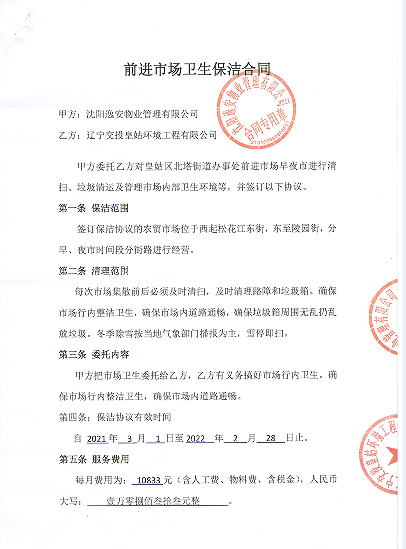 前进市场卫生保洁合同
甲方：沈阳逸安物业管理有限公司
乙方：辽宁交投皇姑环境工程有限公司
甲方委托乙方对皇姑区北塔街道办事处前进市场早夜市进行清
扫、垃圾清运及管理市场内部卫生环境等，并签订以下协议。
第一条 保洁范围
签订保洁协议的农贸市场位于西起松花江东街，东至陵园街，分
早、夜市时间段分街路进行经营。
第二条 清理范围
每次市场集散前后必须及时清扫，及时清理路障和垃圾箱。确保
市场行内整洁卫生，确保市场内道路通畅，确保垃圾箱周围无乱扔乱
放垃圾。冬季除雪按当地气象部门播报为主，雪停即扫。
第三条 委托内容
甲方把市场卫生委托给乙方，乙方有义务搞好市场行内卫生。确
保市场行内整洁卫生，确保市场内道路通畅。
第四条：保洁协议有效时间
自 2021 年 3 月 1 日至 2022 年 2 月 28 日止。
第五条 服务费用
每月费用为：10833 元（含人工费、物料费，含税金），人民币
大写： 壹万零捌佰叁拾叁元整 。
沈阳逸安物业管理有限公司
合同专用章